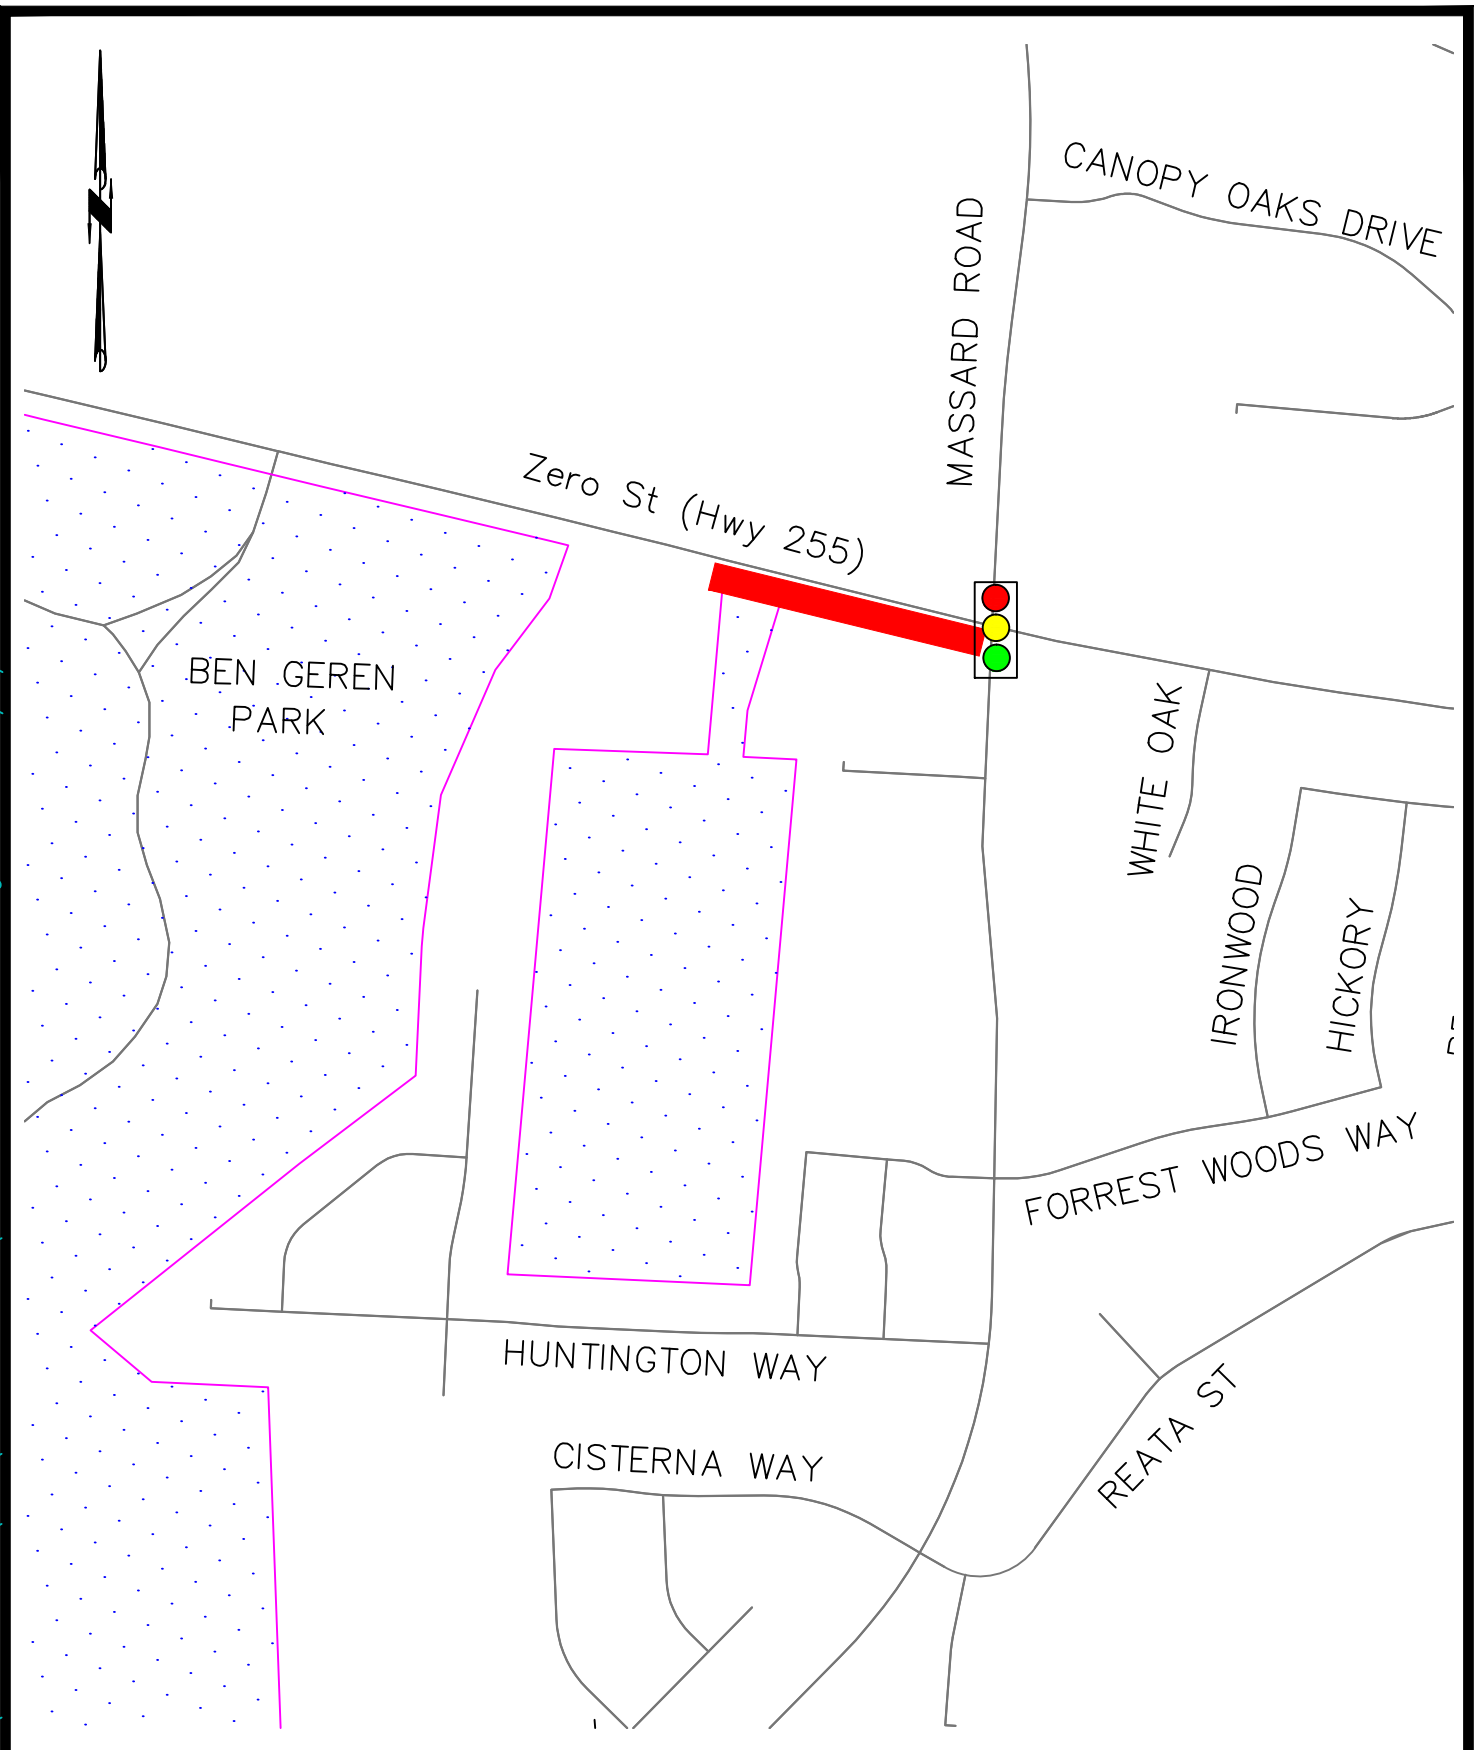 CANOPY OAKS DRIVE
MASSARD ROAD
Zero St (Hwy 255)
BEN GEREN
PARK
WHITE OAK
IRONWOOD
HICKORY
FORREST WOODS WAY
HUNTINGTON WAY
REATA ST
CISTERNA WAY